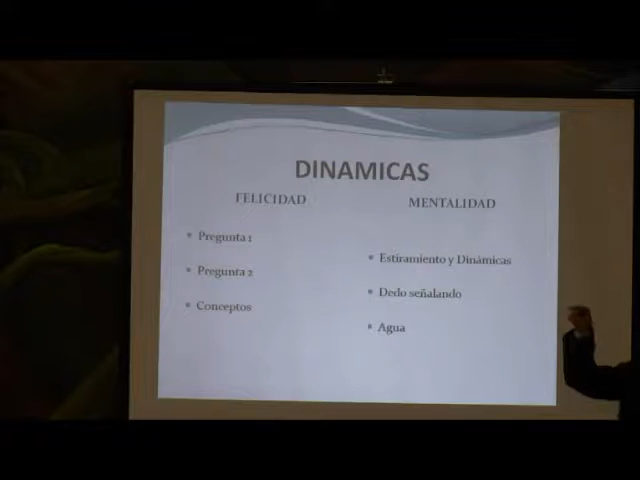 DINAMICAS
FELICIDAD
Pregunta 1
Pregunta 2
Conceptos
MENTALIDAD
Estiramiento y Dinámicas
Dedo señalando
Agua